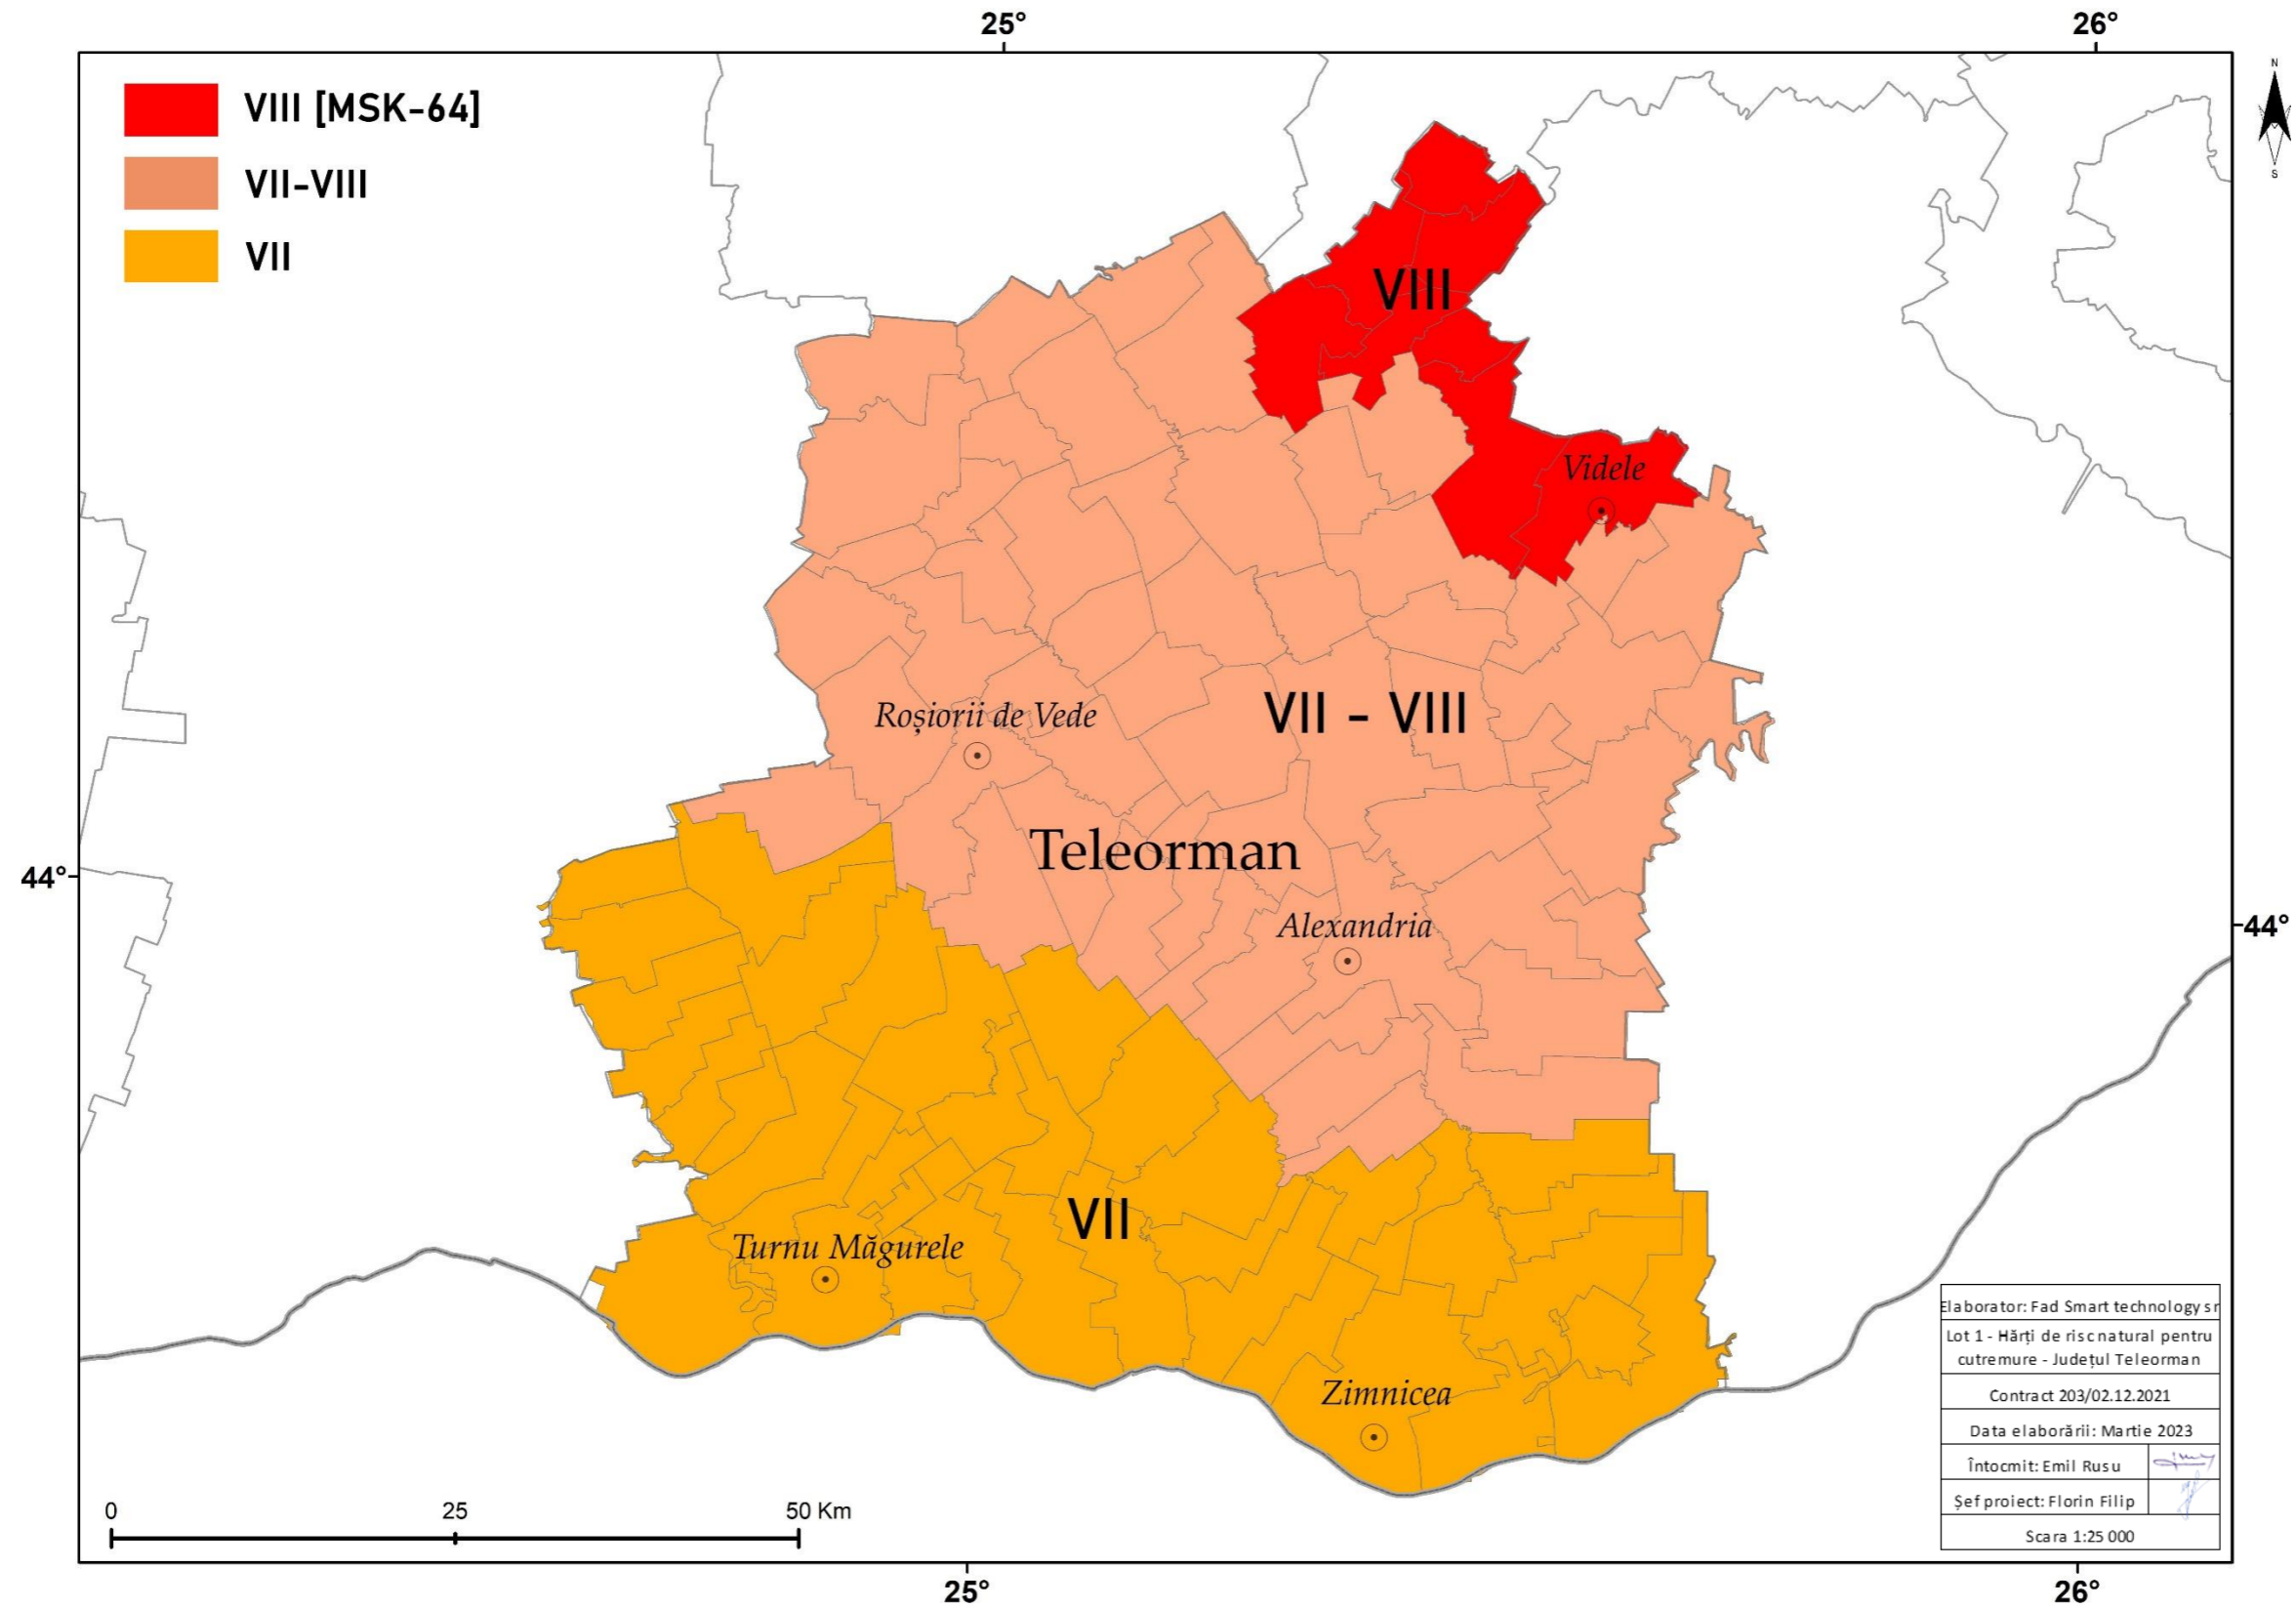 25°
26°
N
S
VIII [MSK-64]
VII-VIII
VII
VIII
Videle
Roșiorii de Vede
VII - VIII
Teleorman
44°
Alexandria
44°
VII
Turnu Măgurele
Zimnicea
0
25
50 Km
Elaborator: Fad Smart technology sr
Lot 1 - Hărți de risc natural pentru
cutremure - Județul Teleorman
Contract 203/02.12.2021
Data elaborării: Martie 2023
Întocmit: Emil Rusu
Șef proiect: Florin Filip
Scara 1:25 000
25°
26°